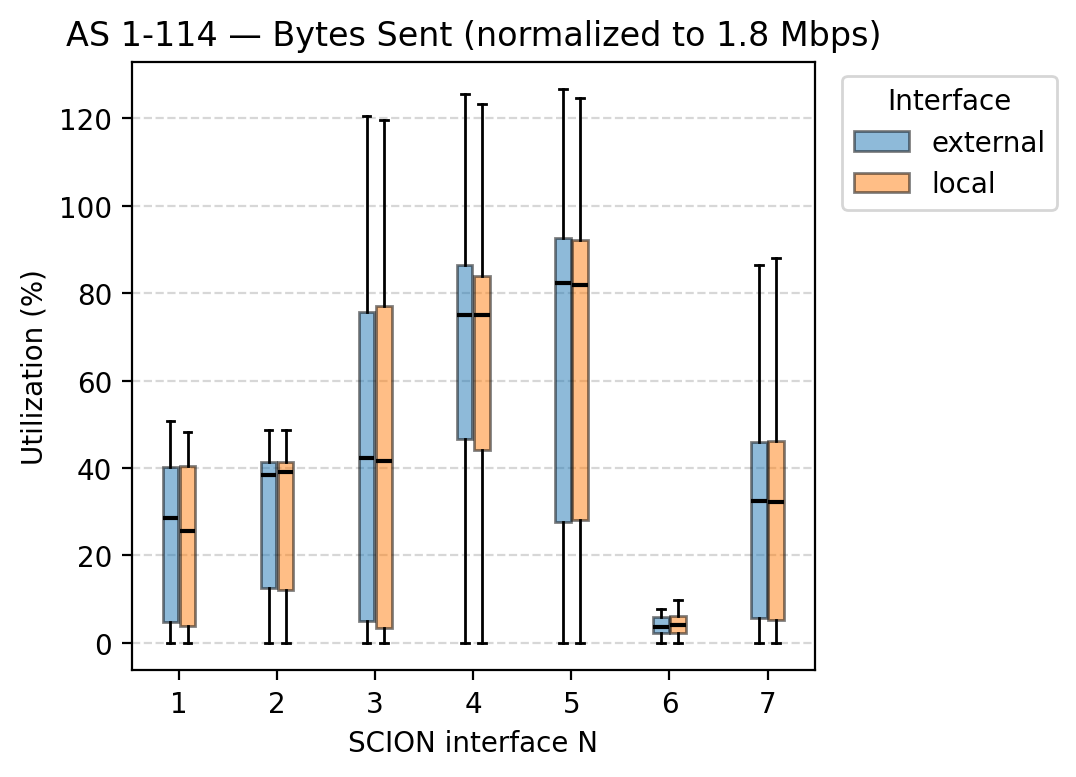 AS 1-114 — Bytes Sent (normalized to 1.8 Mbps)
Utilization (%)
120
100
80
60
40
20
0
1 2 3 4 5 6 7
SCION interface N
Interface
external
local